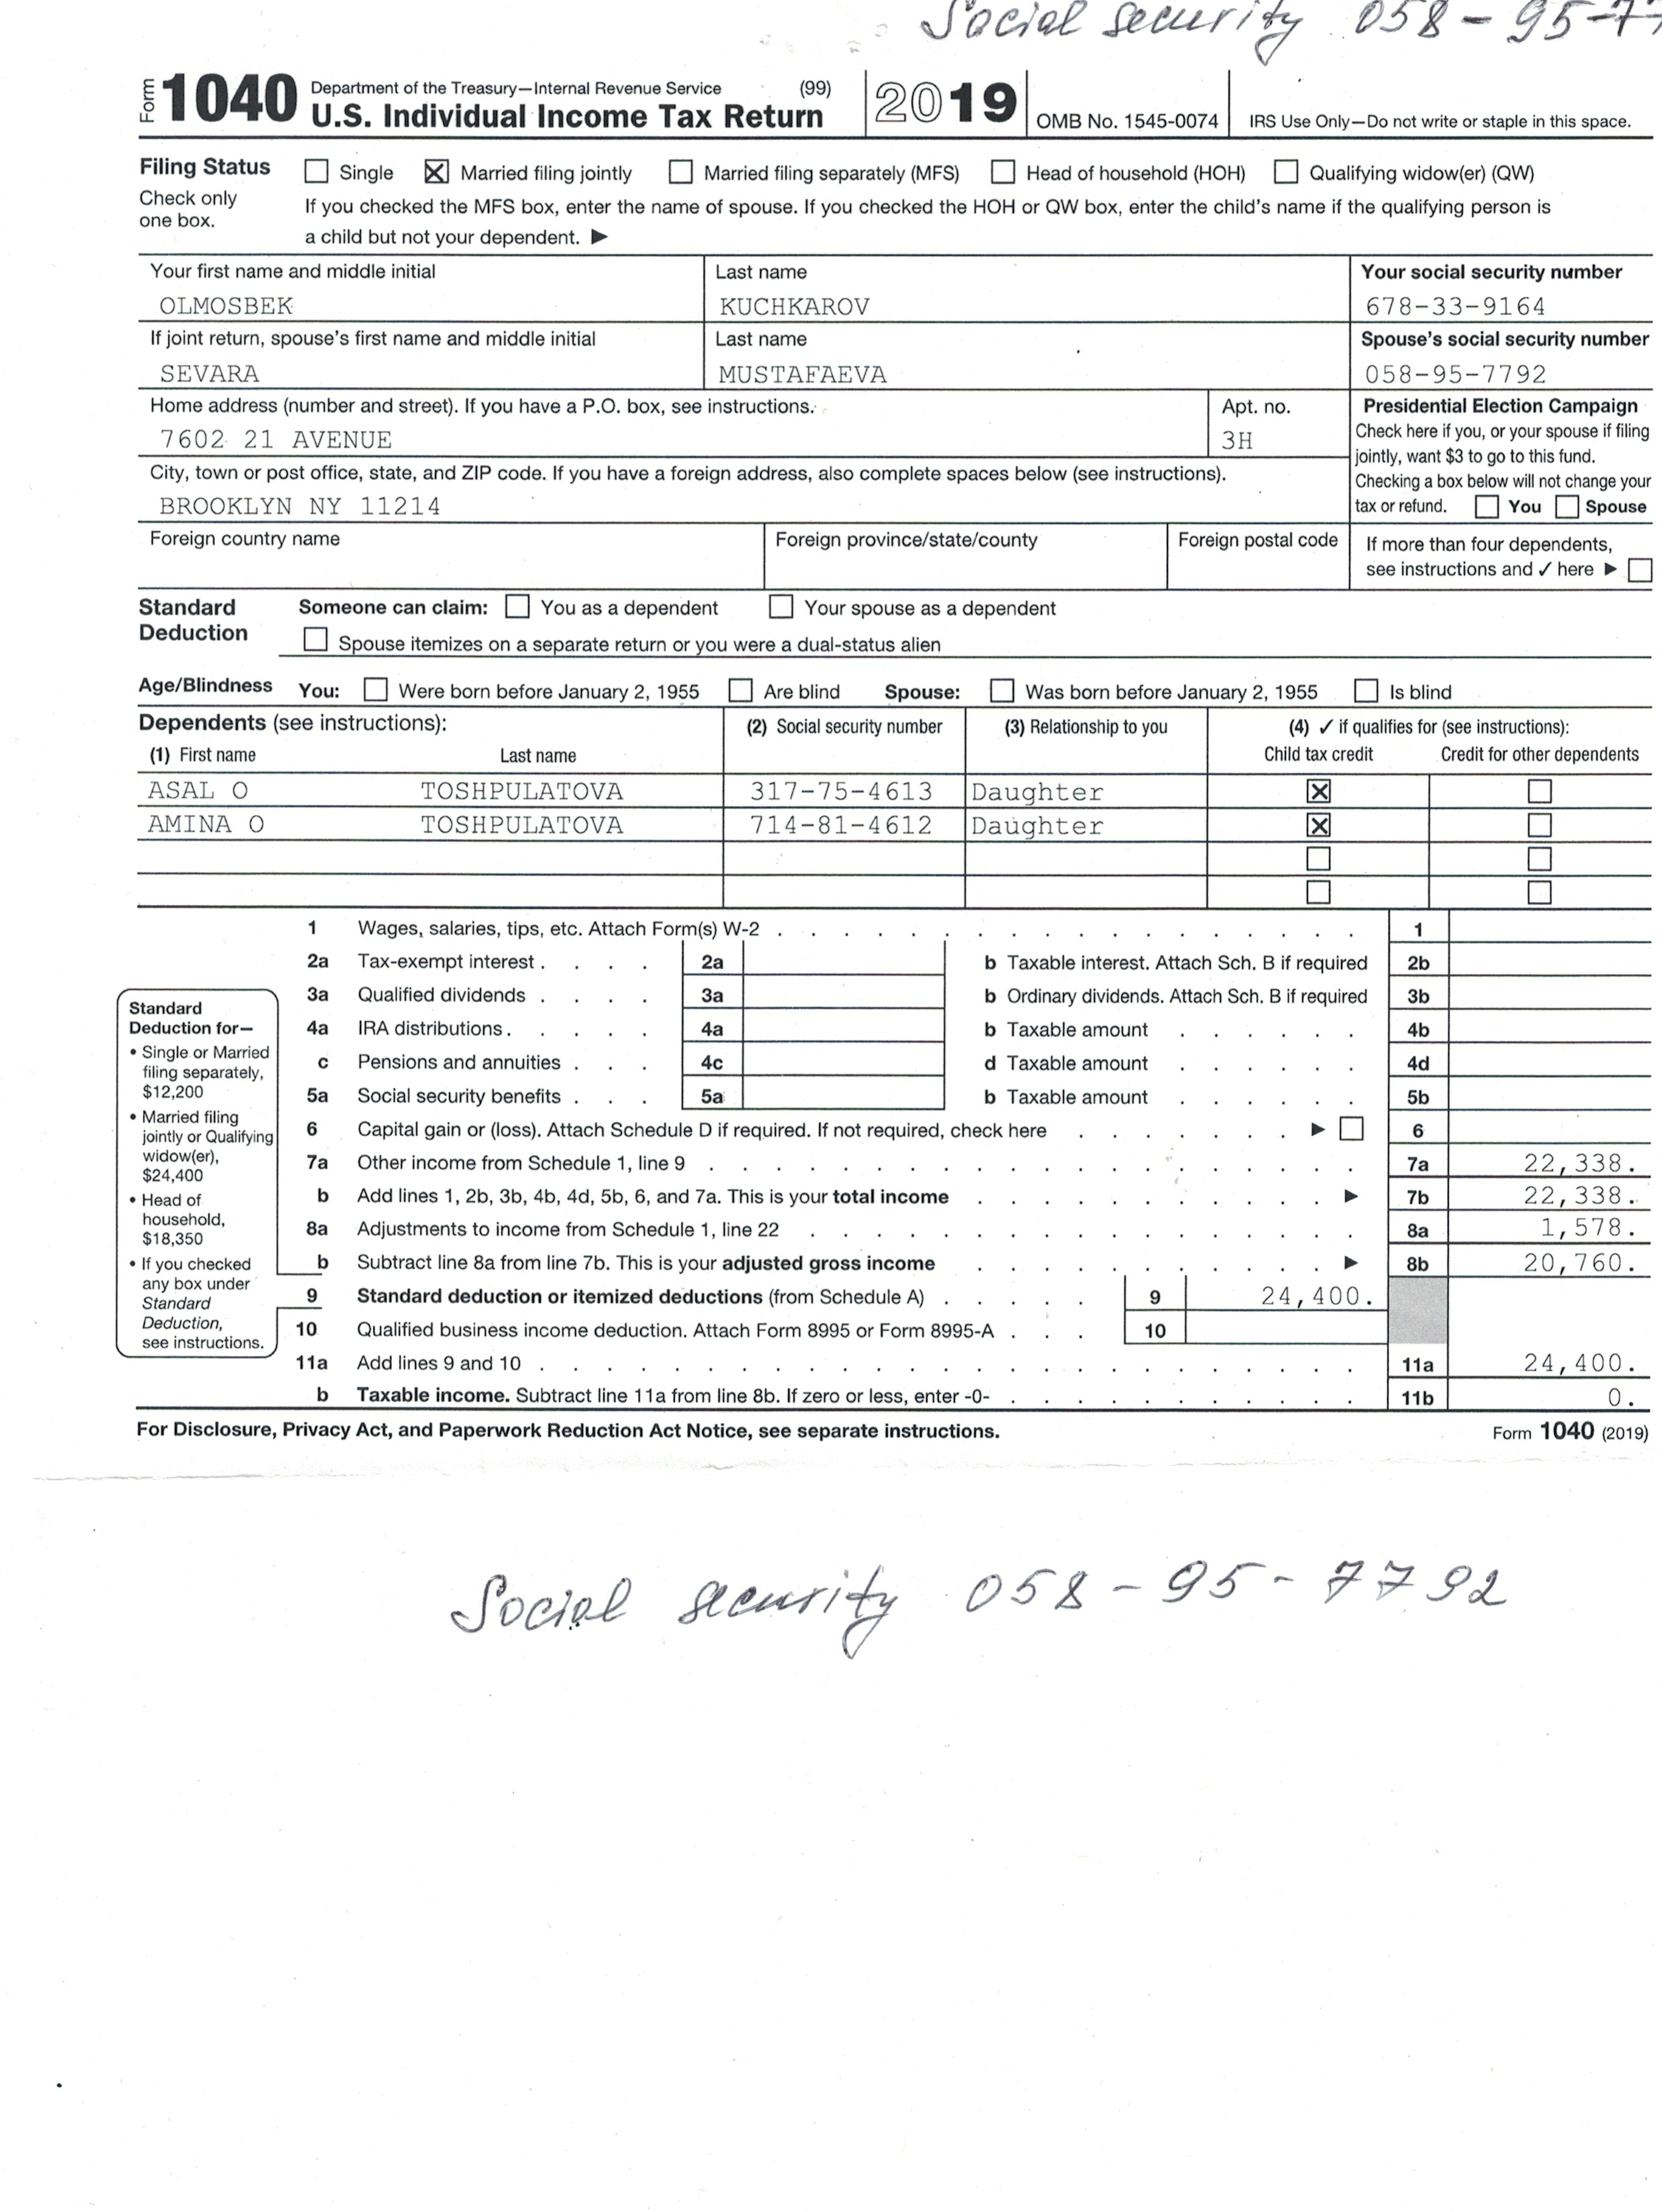 Social security 058-95-77
Form 1040 Department of the Treasury—Internal Revenue Service (99) U.S. Individual Income Tax Return 2019 OMB No. 1545-0074 IRS Use Only—Do not write or staple in this space.
Filing Status Single ☒ Married filing jointly Married filing separately (MFS) Head of household (HOH) Qualifying widow(er) (QW)
Check only one box.
If you checked the MFS box, enter the name of spouse. If you checked the HOH or QW box, enter the child's name if the qualifying person is
a child but not your dependent. ▶
Your first name and middle initial Last name Your social security number
OLMOSBEK KUCHKAROV 678-33-9164
If joint return, spouse's first name and middle initial Last name Spouse's social security number
SEVARA MUSTAFAEVA 058-95-7792
Home address (number and street). If you have a P.O. box, see instructions. Apt. no.
7602 21 AVENUE 3H
Presidential Election Campaign
Check here if you, or your spouse if filing
jointly, want $3 to go to this fund.
Checking a box below will not change your
tax or refund. You Spouse
City, town or post office, state, and ZIP code. If you have a foreign address, also complete spaces below (see instructions).
BROOKLYN NY 11214
Foreign country name Foreign province/state/county Foreign postal code
If more than four dependents,
see instructions and ✓ here ▶
Standard Deduction
Someone can claim: You as a dependent Your spouse as a dependent
Spouse itemizes on a separate return or you were a dual-status alien
Age/Blindness You: Were born before January 2, 1955 Are blind Spouse: Was born before January 2, 1955 Is blind
Dependents (see instructions): (2) Social security number (3) Relationship to you (4) ✓ if qualifies for (see instructions):
(1) First name Last name Child tax credit Credit for other dependents
ASAL O TOSHPULATOVA 317-75-4613 Daughter ☒
AMINA O TOSHPULATOVA 714-81-4612 Daughter ☒
1 Wages, salaries, tips, etc. Attach Form(s) W-2 1
2a Tax-exempt interest 2a b Taxable interest. Attach Sch. B if required 2b
3a Qualified dividends 3a b Ordinary dividends. Attach Sch. B if required 3b
4a IRA distributions 4a b Taxable amount 4b
c Pensions and annuities 4c d Taxable amount 4d
5a Social security benefits 5a b Taxable amount 5b
6 Capital gain or (loss). Attach Schedule D if required. If not required, check here ▶ 6
7a Other income from Schedule 1, line 9 7a 22,338.
b Add lines 1, 2b, 3b, 4b, 4d, 5b, 6, and 7a. This is your total income ▶ 7b 22,338.
8a Adjustments to income from Schedule 1, line 22 8a 1,578.
b Subtract line 8a from line 7b. This is your adjusted gross income ▶ 8b 20,760.
9 Standard deduction or itemized deductions (from Schedule A) 9 24,400.
10 Qualified business income deduction. Attach Form 8995 or Form 8995-A 10
11a Add lines 9 and 10 11a 24,400.
b Taxable income. Subtract line 11a from line 8b. If zero or less, enter -0- 11b 0.
Standard
Deduction for—
• Single or Married
filing separately,
$12,200
• Married filing
jointly or Qualifying
widow(er),
$24,400
• Head of
household,
$18,350
• If you checked
any box under
Standard
Deduction,
see instructions.
For Disclosure, Privacy Act, and Paperwork Reduction Act Notice, see separate instructions. Form 1040 (2019)
Social security 058-95-7792